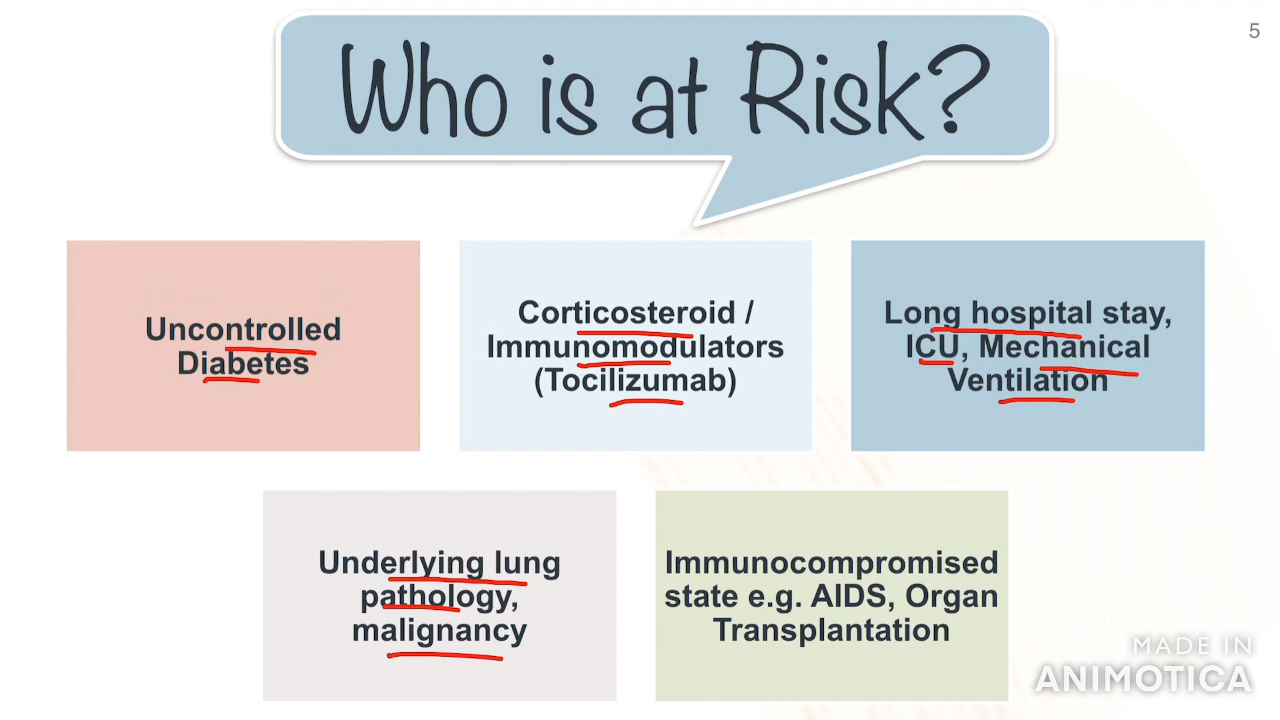 5
Who is at Risk?
Uncontrolled
Diabetes
Corticosteroid /
Immunomodulators
(Tocilizumab)
Long hospital stay,
ICU, Mechanical
Ventilation
Underlying lung
pathology,
malignancy
Immunocompromised
state e.g. AIDS, Organ
Transplantation
MADE IN
ANIMOTICA